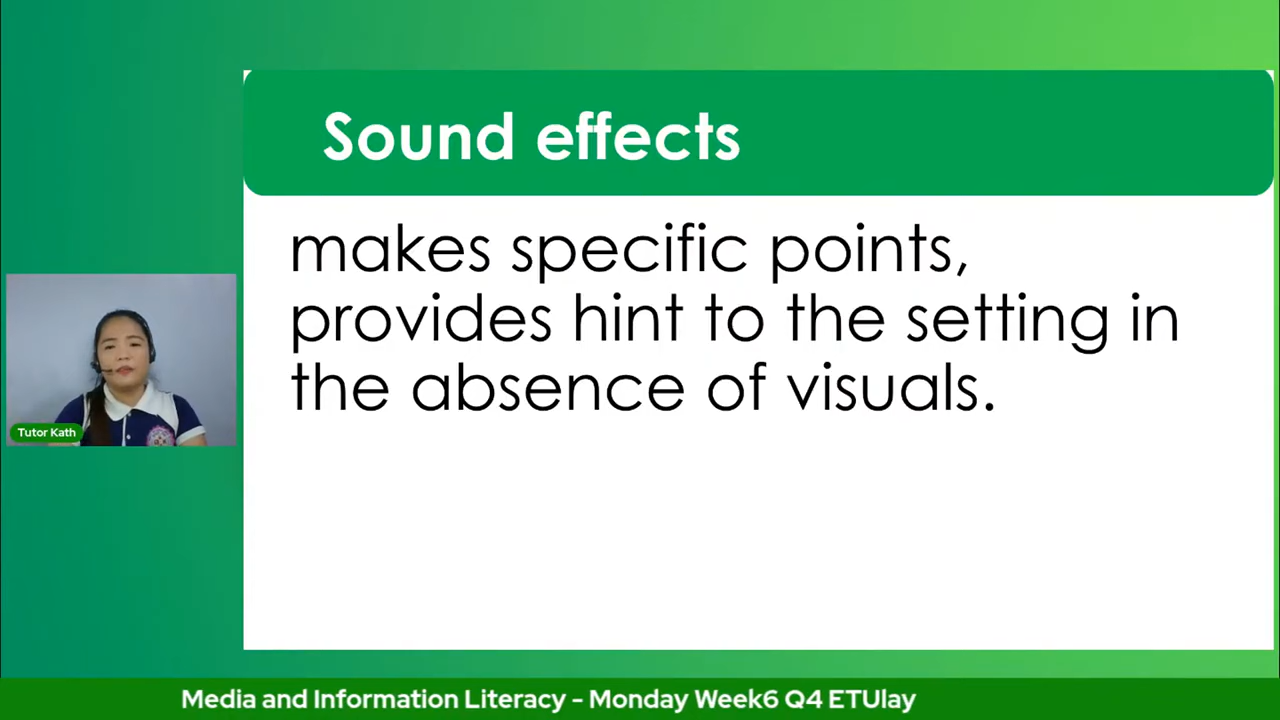 Sound effects
makes specific points,
provides hint to the setting in
the absence of visuals.
Tutor Kath
Media and Information Literacy - Monday Week6 Q4 ETUlay